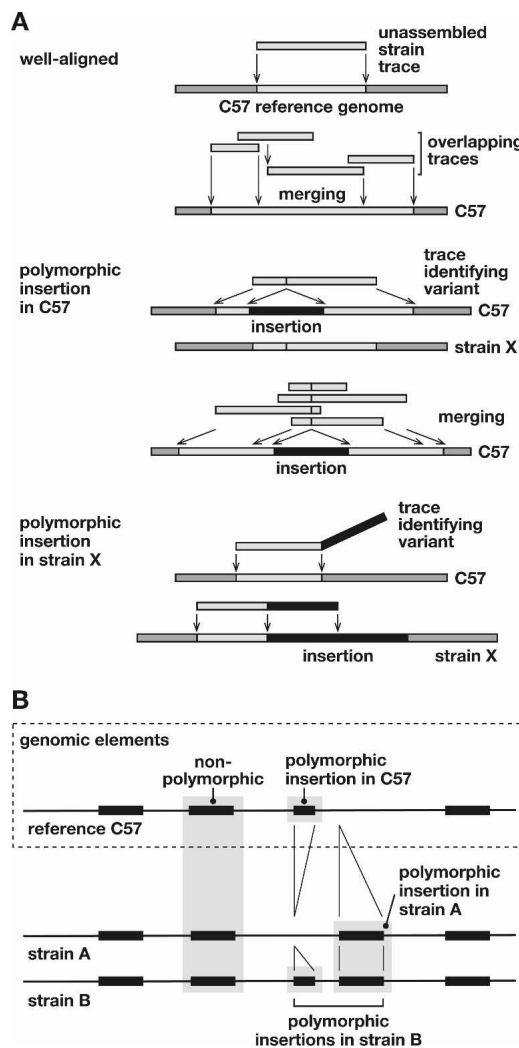 A
well-aligned
unassembled
strain
trace
C57 reference genome
overlapping
traces
merging
C57
polymorphic
insertion
in C57
trace
identifying
variant
C57
insertion
strain X
merging
C57
insertion
polymorphic
insertion
in strain X
trace
identifying
variant
C57
insertion
strain X
B
genomic elements
non-
polymorphic
polymorphic
insertion in C57
reference C57
polymorphic
insertion in
strain A
strain A
strain B
polymorphic
insertions in strain B